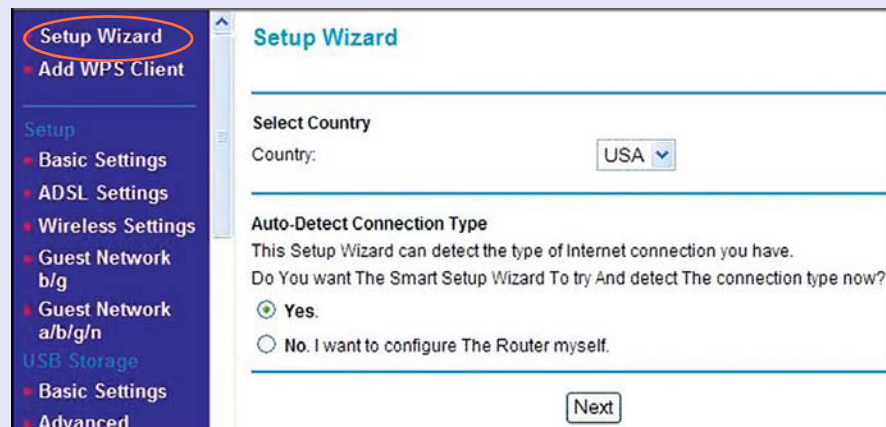 Setup Wizard
Add WPS Client
Setup
Basic Settings
ADSL Settings
Wireless Settings
Guest Network
b/g
Guest Network
a/b/g/n
USB Storage
Basic Settings
Advanced
Setup Wizard
Select Country
Country:
USA
Auto-Detect Connection Type
This Setup Wizard can detect the type of Internet connection you have.
Do You want The Smart Setup Wizard To try And detect The connection type now?
Yes.
No. I want to configure The Router myself.
Next